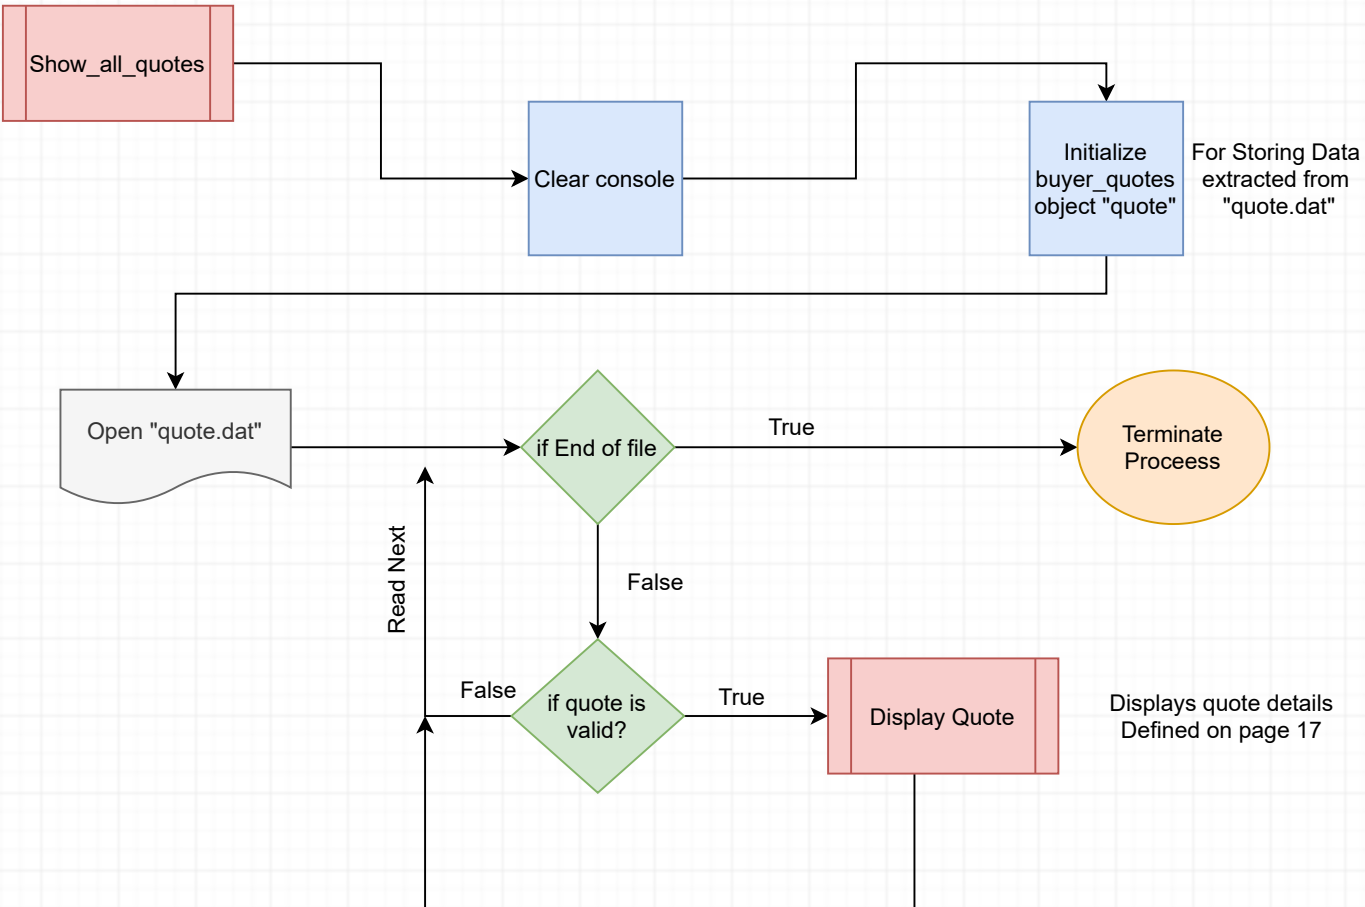 Show_all_quotes
Clear console
Initialize
buyer_quotes
object "quote"
For Storing Data
extracted from
"quote.dat"
Open "quote.dat"
if End of file
True
Terminate
Proceess
False
Read Next
False
if quote is
valid?
True
Display Quote
Displays quote details
Defined on page 17